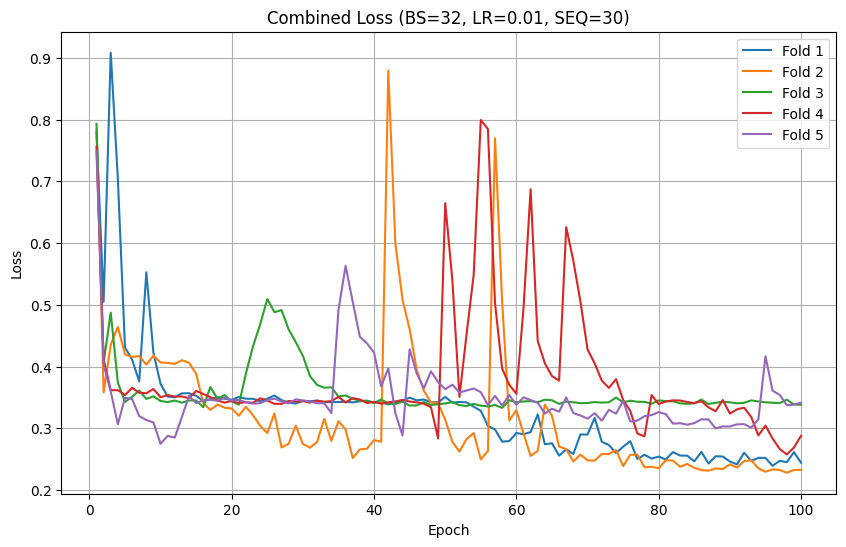 Combined Loss (BS=32, LR=0.01, SEQ=30)
Fold 1
Fold 2
Fold 3
Fold 4
Fold 5
Loss
0.9
0.8
0.7
0.6
0.5
0.4
0.3
0.2
0 20 40 60 80 100
Epoch